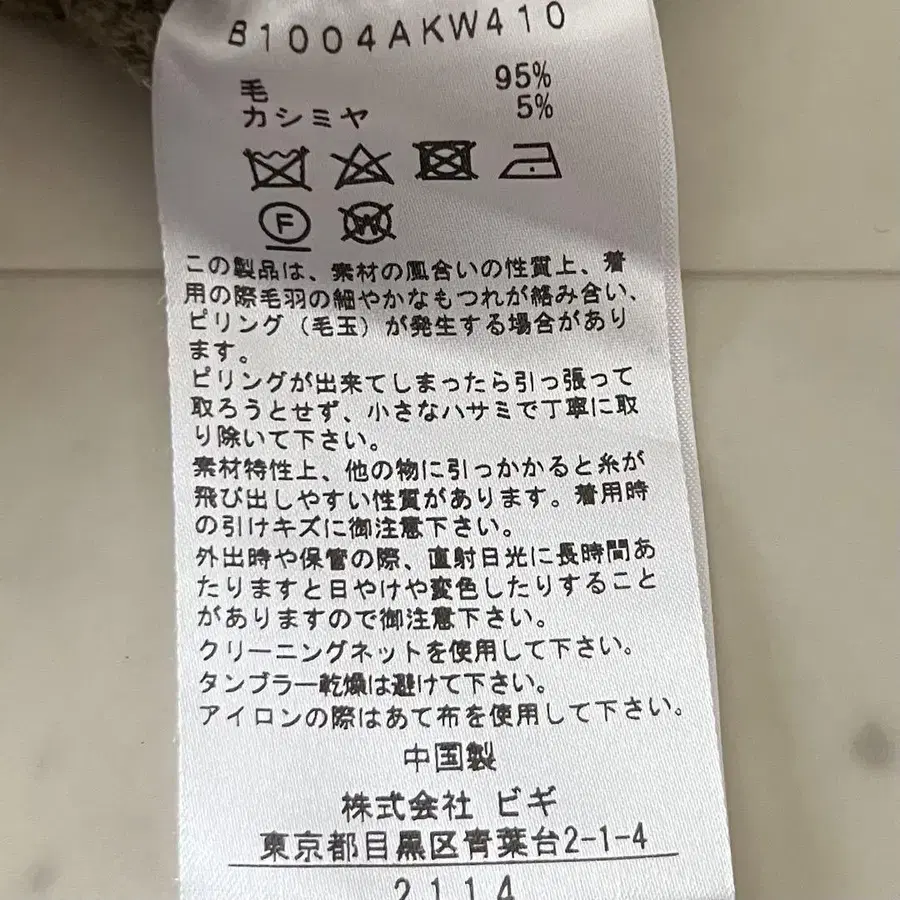 B1004AKW410
毛 95%
カシミヤ 5%
F W
この製品は、素材の風合いの性質上、着
用の際毛羽の細やかなもつれが絡み合い、
ピリング（毛玉）が発生する場合があり
ます。
ピリングが出来てしまったら引っ張って
取ろうとせず、小さなハサミで丁寧に取
り除いて下さい。
素材特性上、他の物に引っかかると糸が
飛び出しやすい性質があります。着用時
の引けキズに御注意下さい。
外出時や保管の際、直射日光に長時間あ
たりますと日やけや変色したりすること
がありますので御注意下さい。
クリーニングネットを使用して下さい。
タンブラー乾燥は避けて下さい。
アイロンの際はあて布を使用して下さい。
中国製
株式会社 ビギ
東京都目黒区青葉台2-1-4
2114